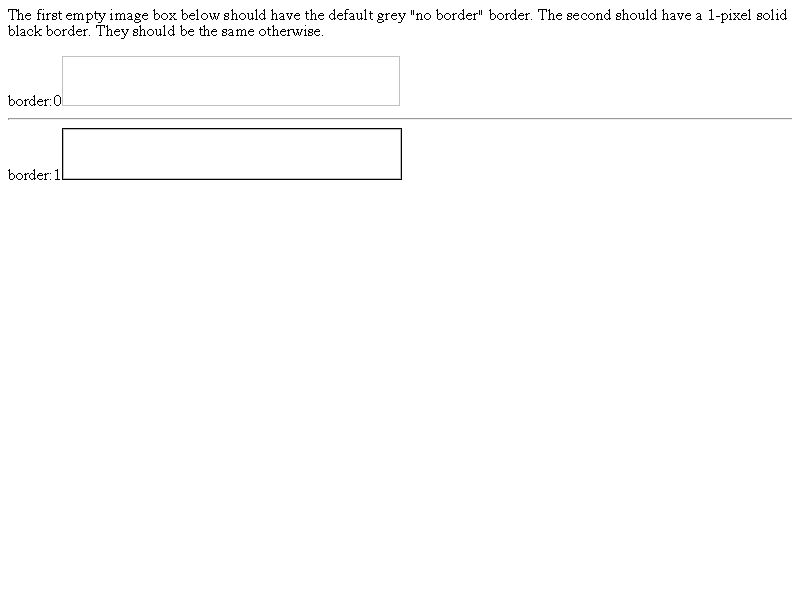 The first empty image box below should have the default grey "no border" border. The second should have a 1-pixel solid
black border. They should be the same otherwise.
border:0
border:1